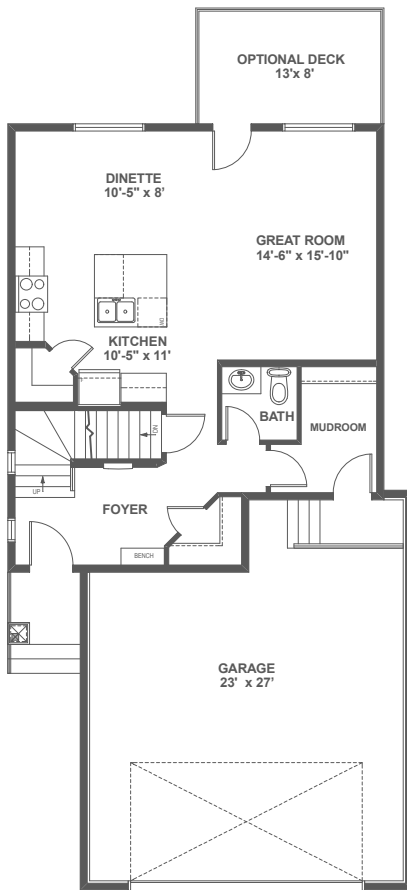 OPTIONAL DECK
13'x 8'
DINETTE
10'-5" x 8'
GREAT ROOM
14'-6" x 15'-10"
DW
KITCHEN
10'-5" x 11'
BATH
MUDROOM
DN
UP
FOYER
BENCH
GARAGE
23' x 27'